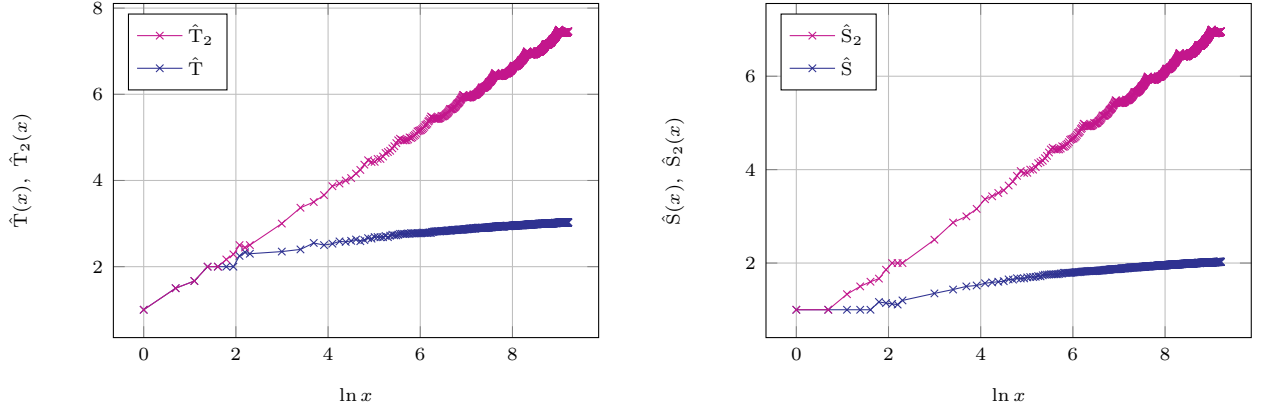 8
6
4
2
0 2 4 6 8
ln x
T̂(x), T̂₂(x)
T̂₂
T̂
6
4
2
0 2 4 6 8
ln x
Ŝ(x), Ŝ₂(x)
Ŝ₂
Ŝ